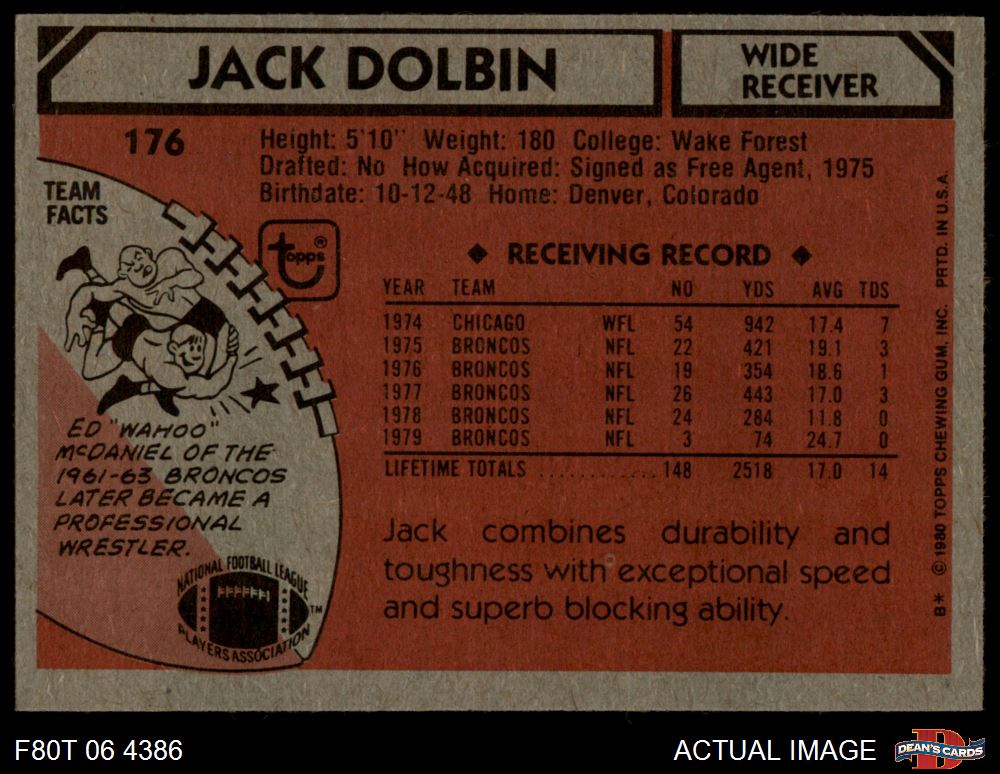 JACK DOLBIN
WIDE
RECEIVER
176
Height: 5'10" Weight: 180 College: Wake Forest
Drafted: No How Acquired: Signed as Free Agent, 1975
Birthdate: 10-12-48 Home: Denver, Colorado
TEAM
FACTS
topps®
ED "WAHOO"
McDANIEL OF THE
1961-63 BRONCOS
LATER BECAME A
PROFESSIONAL
WRESTLER.
NATIONAL FOOTBALL LEAGUE
PLAYERS ASSOCIATION
TM
◆ RECEIVING RECORD ◆
YEAR TEAM NO YDS AVG TDS
1974 CHICAGO WFL 54 942 17.4 7
1975 BRONCOS NFL 22 421 19.1 3
1976 BRONCOS NFL 19 354 18.6 1
1977 BRONCOS NFL 26 443 17.0 3
1978 BRONCOS NFL 24 284 11.8 0
1979 BRONCOS NFL 3 74 24.7 0
LIFETIME TOTALS ............ 148 2518 17.0 14
Jack combines durability and
toughness with exceptional speed
and superb blocking ability.
B* © 1980 TOPPS CHEWING GUM, INC. PRTD. IN U.S.A.
F80T 06 4386
ACTUAL IMAGE
D
DEAN'S CARDS